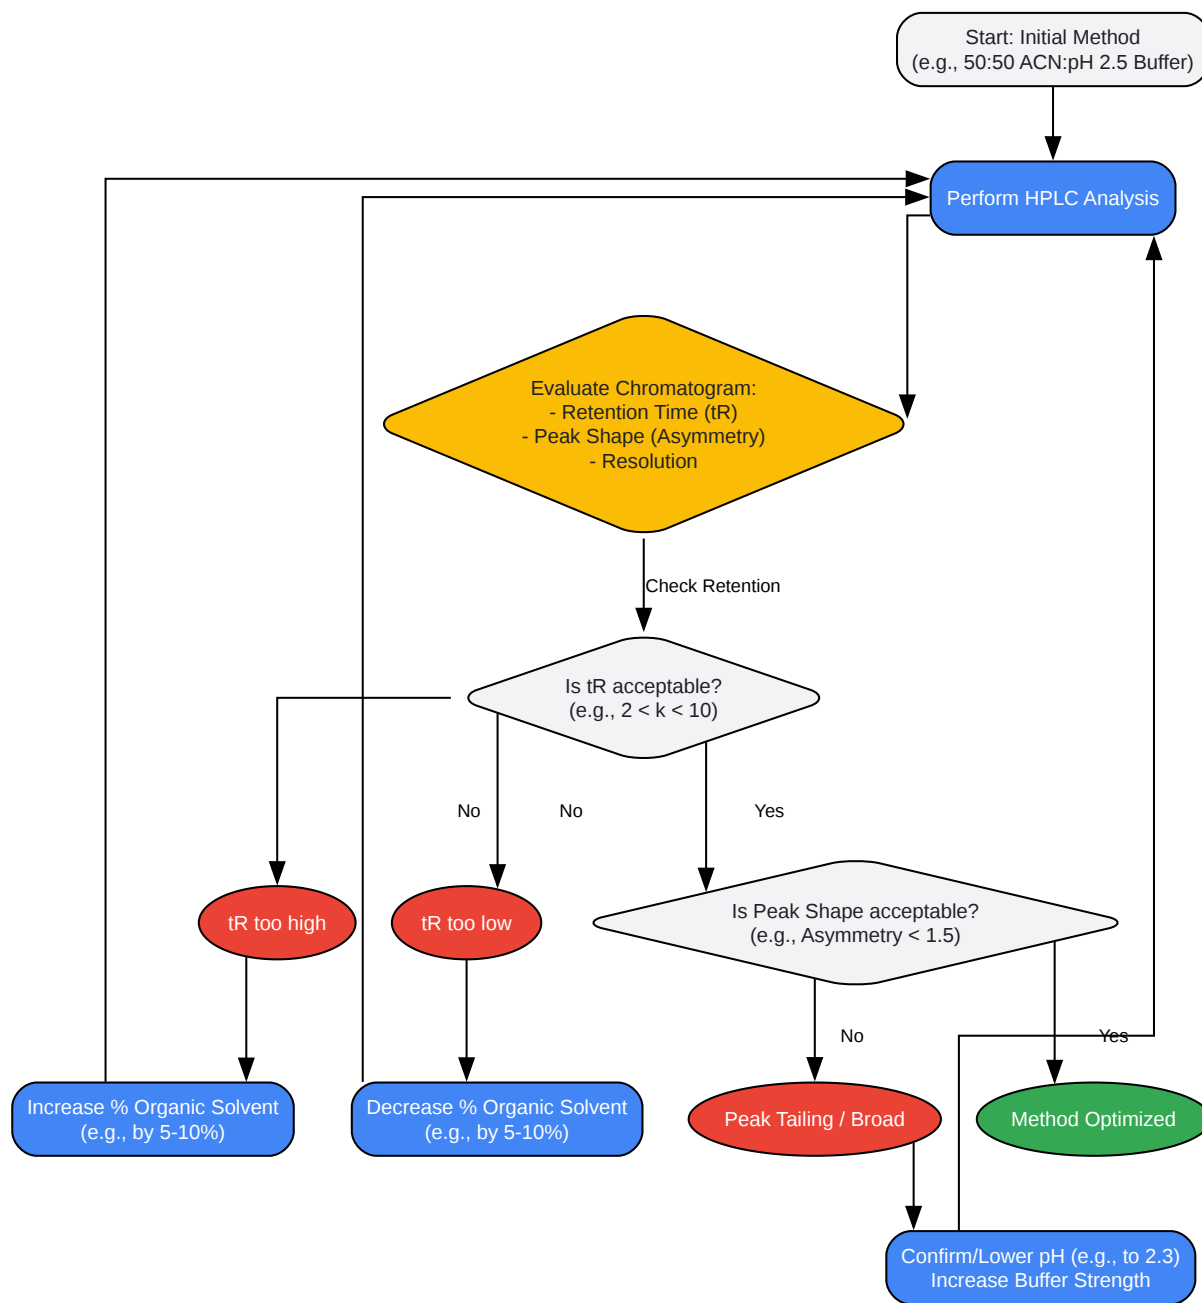 Start: Initial Method
(e.g., 50:50 ACN:pH 2.5 Buffer)
Perform HPLC Analysis
Evaluate Chromatogram:
- Retention Time (tR)
- Peak Shape (Asymmetry)
- Resolution
Check Retention
Is tR acceptable?
(e.g., 2 < k < 10)
No
No
Yes
tR too high
tR too low
Is Peak Shape acceptable?
(e.g., Asymmetry < 1.5)
No
Yes
Increase % Organic Solvent
(e.g., by 5-10%)
Decrease % Organic Solvent
(e.g., by 5-10%)
Peak Tailing / Broad
Method Optimized
Confirm/Lower pH (e.g., to 2.3)
Increase Buffer Strength